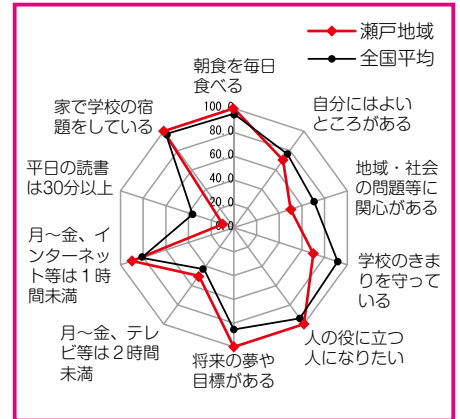 瀬戸地域
全国平均
朝食を毎日
食べる
自分にはよい
ところがある
地域・社会
の問題等に
関心がある
学校のきま
りを守って
いる
人の役に立つ
人になりたい
将来の夢や
目標がある
月〜金、テレ
ビ等は２時間
未満
月〜金、イ
ンターネッ
ト等は１時
間未満
平日の読書
は30分以上
家で学校の宿
題をしている
100.0
80.0
60.0
40.0
20.0
0.0